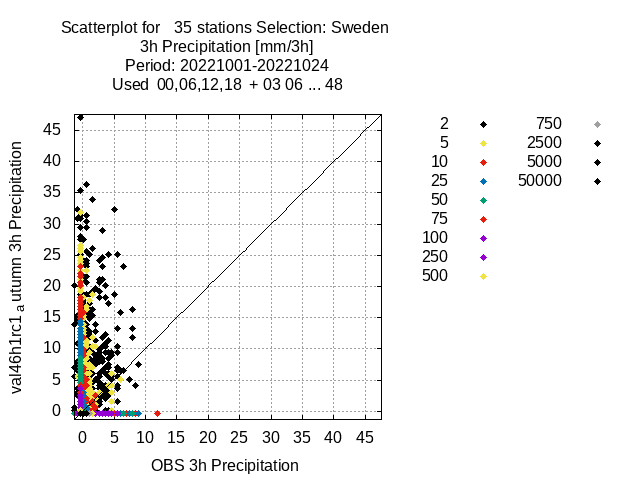 Scatterplot for 35 stations Selection: Sweden
3h Precipitation [mm/3h]
Period: 20221001-20221024
Used 00,06,12,18 + 03 06 ... 48
val46h1rc1 a utumn 3h Precipitation
45
40
35
30
25
20
15
10
5
0
0 5 10 15 20 25 30 35 40 45
OBS 3h Precipitation
2 750
5 2500
10 5000
25 50000
50
75
100
250
500